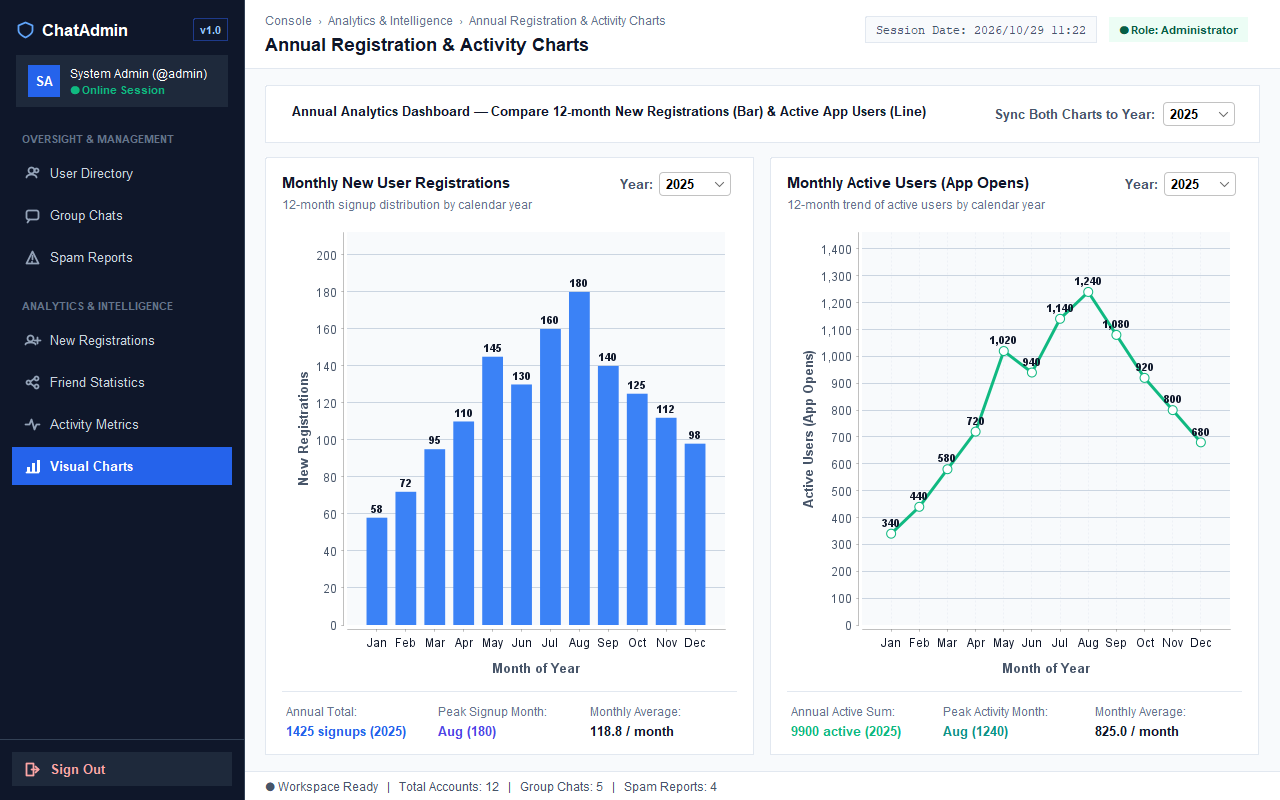 ChatAdmin
v1.0
SA
System Admin (@admin)
Online Session
OVERSIGHT & MANAGEMENT
User Directory
Group Chats
Spam Reports
ANALYTICS & INTELLIGENCE
New Registrations
Friend Statistics
Activity Metrics
Visual Charts
Sign Out
Console › Analytics & Intelligence › Annual Registration & Activity Charts
Annual Registration & Activity Charts
Session Date: 2026/10/29 11:22
Role: Administrator
Annual Analytics Dashboard — Compare 12-month New Registrations (Bar) & Active App Users (Line)
Sync Both Charts to Year: 2025
Monthly New User Registrations
Year: 2025
12-month signup distribution by calendar year
New Registrations
200
180
160
140
120
100
80
60
40
20
0
58
72
95
110
145
130
160
180
140
125
112
98
Jan Feb Mar Apr May Jun Jul Aug Sep Oct Nov Dec
Month of Year
Annual Total: Peak Signup Month: Monthly Average:
1425 signups (2025) Aug (180) 118.8 / month
Monthly Active Users (App Opens)
Year: 2025
12-month trend of active users by calendar year
Active Users (App Opens)
1,400
1,300
1,200
1,100
1,000
900
800
700
600
500
400
300
200
100
0
340
440
580
720
1,020
940
1,140
1,240
1,080
920
800
680
Jan Feb Mar Apr May Jun Jul Aug Sep Oct Nov Dec
Month of Year
Annual Active Sum: Peak Activity Month: Monthly Average:
9900 active (2025) Aug (1240) 825.0 / month
Workspace Ready | Total Accounts: 12 | Group Chats: 5 | Spam Reports: 4